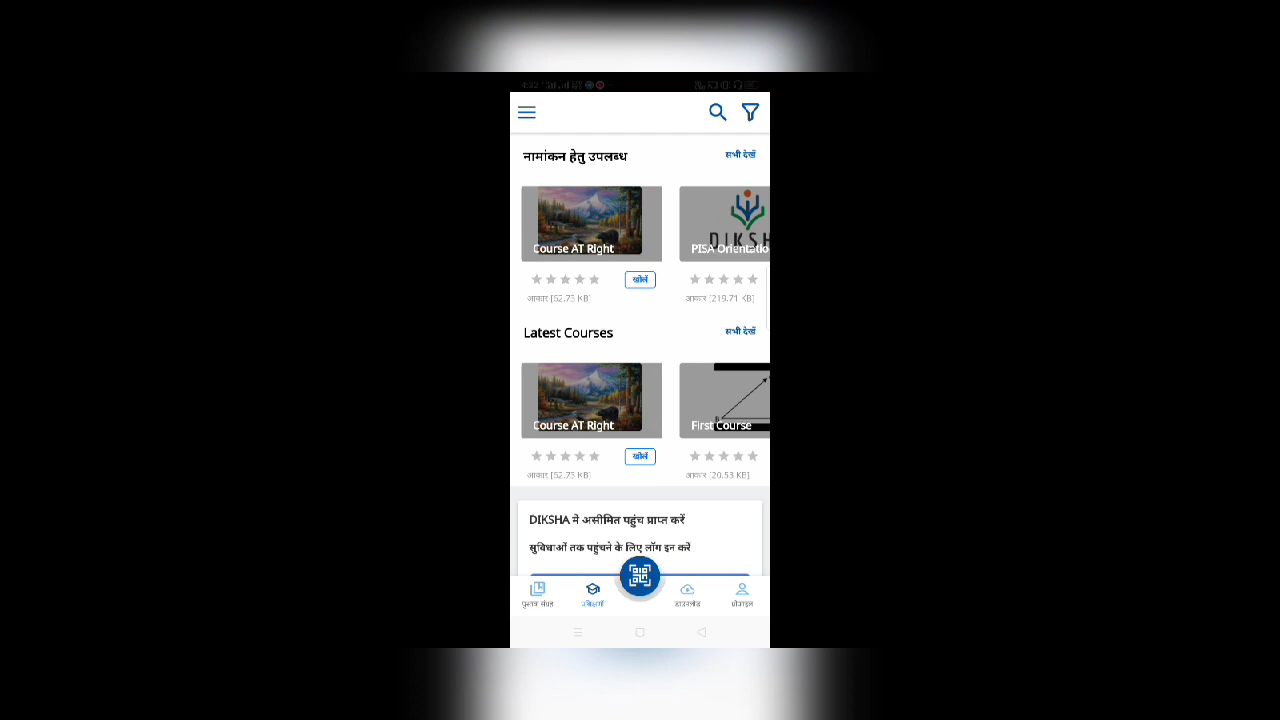 नामांकन हेतु उपलब्ध
सभी देखें
DIKSHA
Course AT Right
PISA Orientatio
खोलें
आकार [52.73 KB]
आकार [219.71 KB]
Latest Courses
सभी देखें
B
Course AT Right
First Course
खोलें
आकार [52.73 KB]
आकार [20.53 KB]
DIKSHA मे असीमित पहुंच प्राप्त करें
सुविधाओं तक पहुंचने के लिए लॉग इन करें
पुस्तक संग्रह
प्रशिक्षणों
डाउनलोड
प्रोफाइल